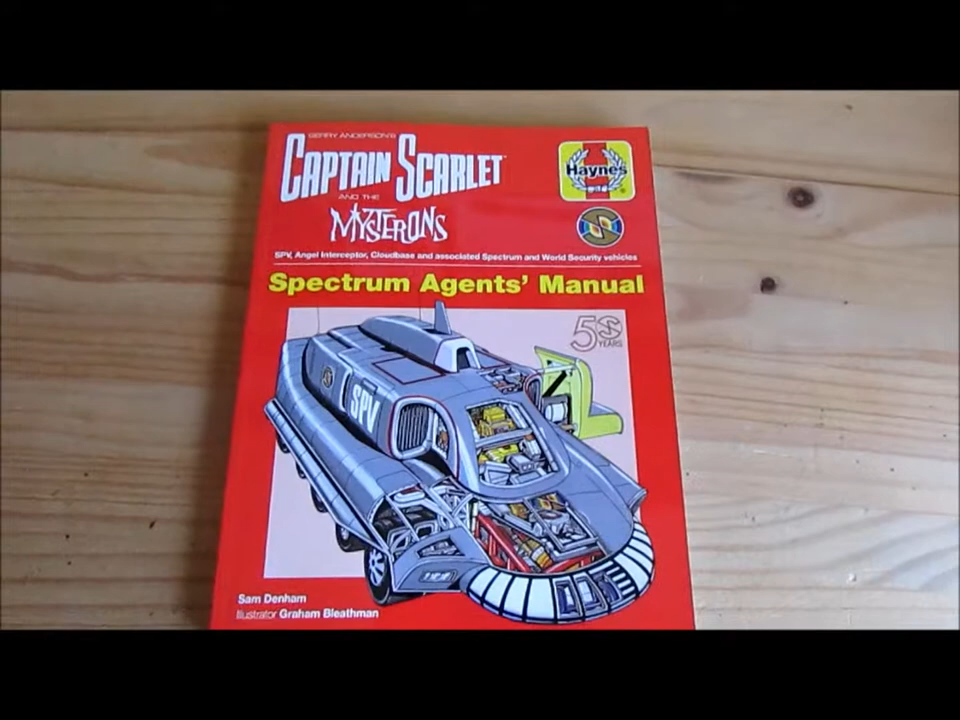 GERRY ANDERSON'S
CAPTAIN SCARLET
AND THE
MYSTERONS
Haynes
SPV, Angel Interceptor, Cloudbase and associated Spectrum and World Security vehicles
Spectrum Agents' Manual
50
YEARS
SPV
Sam Denham
Illustrator Graham Bleathman